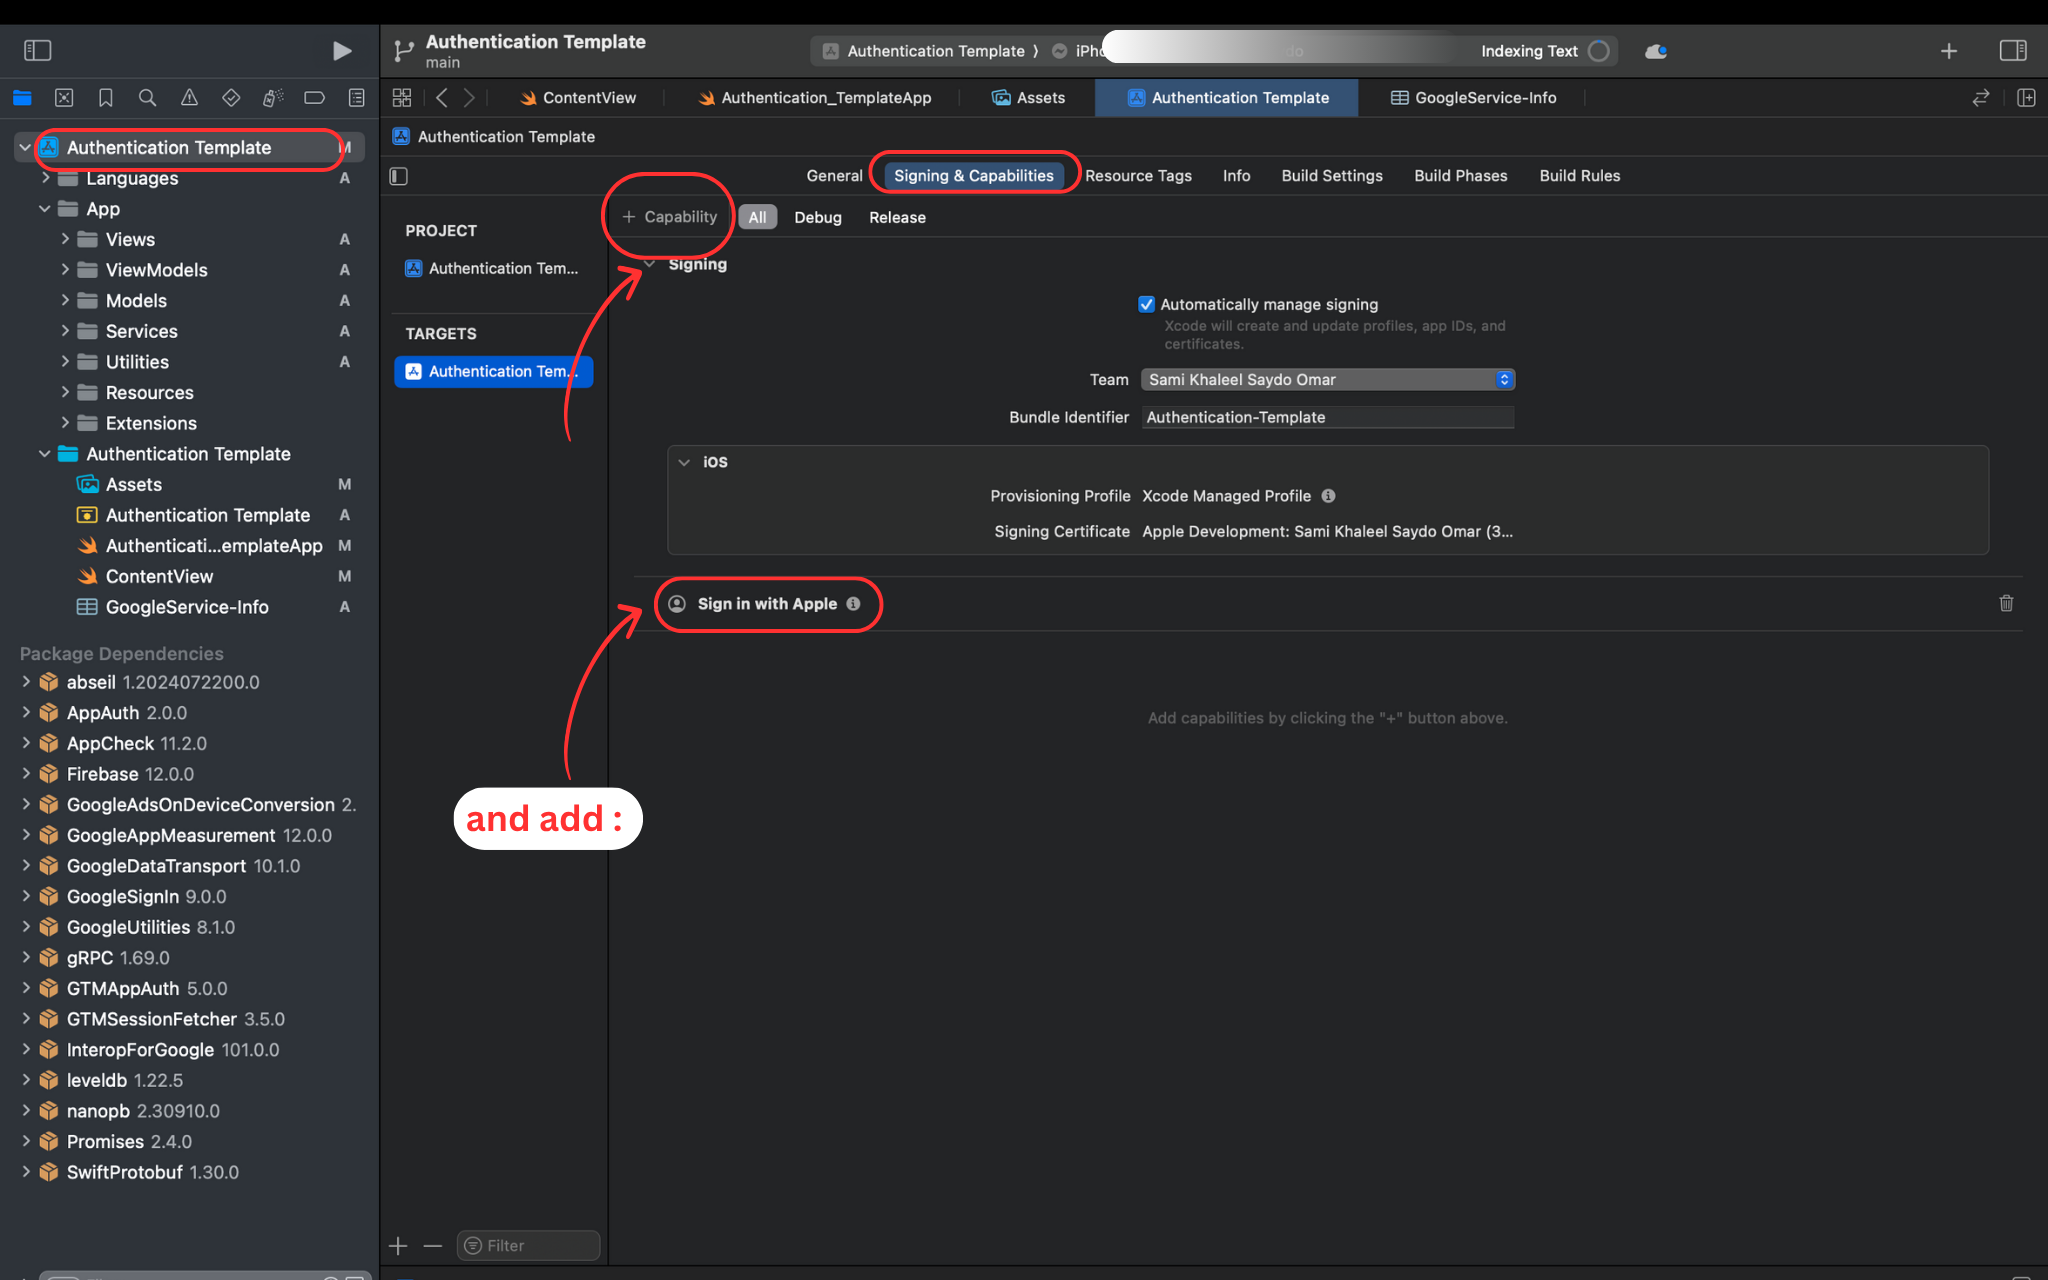 Authentication Template
main
Authentication Template
Indexing Text
ContentView
Authentication_TemplateApp
Assets
Authentication Template
GoogleService-Info
Authentication Template
General
Signing & Capabilities
Resource Tags
Info
Build Settings
Build Phases
Build Rules
+ Capability
All
Debug
Release
Authentication Template M
Languages A
App
Views A
ViewModels A
Models A
Services A
Utilities A
Resources
Extensions
Authentication Template
Assets M
Authentication Template A
Authenticati...emplateApp M
ContentView M
GoogleService-Info A
Package Dependencies
abseil 1.2024072200.0
AppAuth 2.0.0
AppCheck 11.2.0
Firebase 12.0.0
GoogleAdsOnDeviceConversion 2.
GoogleAppMeasurement 12.0.0
GoogleDataTransport 10.1.0
GoogleSignIn 9.0.0
GoogleUtilities 8.1.0
gRPC 1.69.0
GTMAppAuth 5.0.0
GTMSessionFetcher 3.5.0
InteropForGoogle 101.0.0
leveldb 1.22.5
nanopb 2.30910.0
Promises 2.4.0
SwiftProtobuf 1.30.0
PROJECT
Authentication Tem...
TARGETS
Authentication Tem...
Filter
Signing
Automatically manage signing
Xcode will create and update profiles, app IDs, and
certificates.
Team Sami Khaleel Saydo Omar
Bundle Identifier Authentication-Template
iOS
Provisioning Profile Xcode Managed Profile
Signing Certificate Apple Development: Sami Khaleel Saydo Omar (3...
Sign in with Apple
Add capabilities by clicking the "+" button above.
and add :